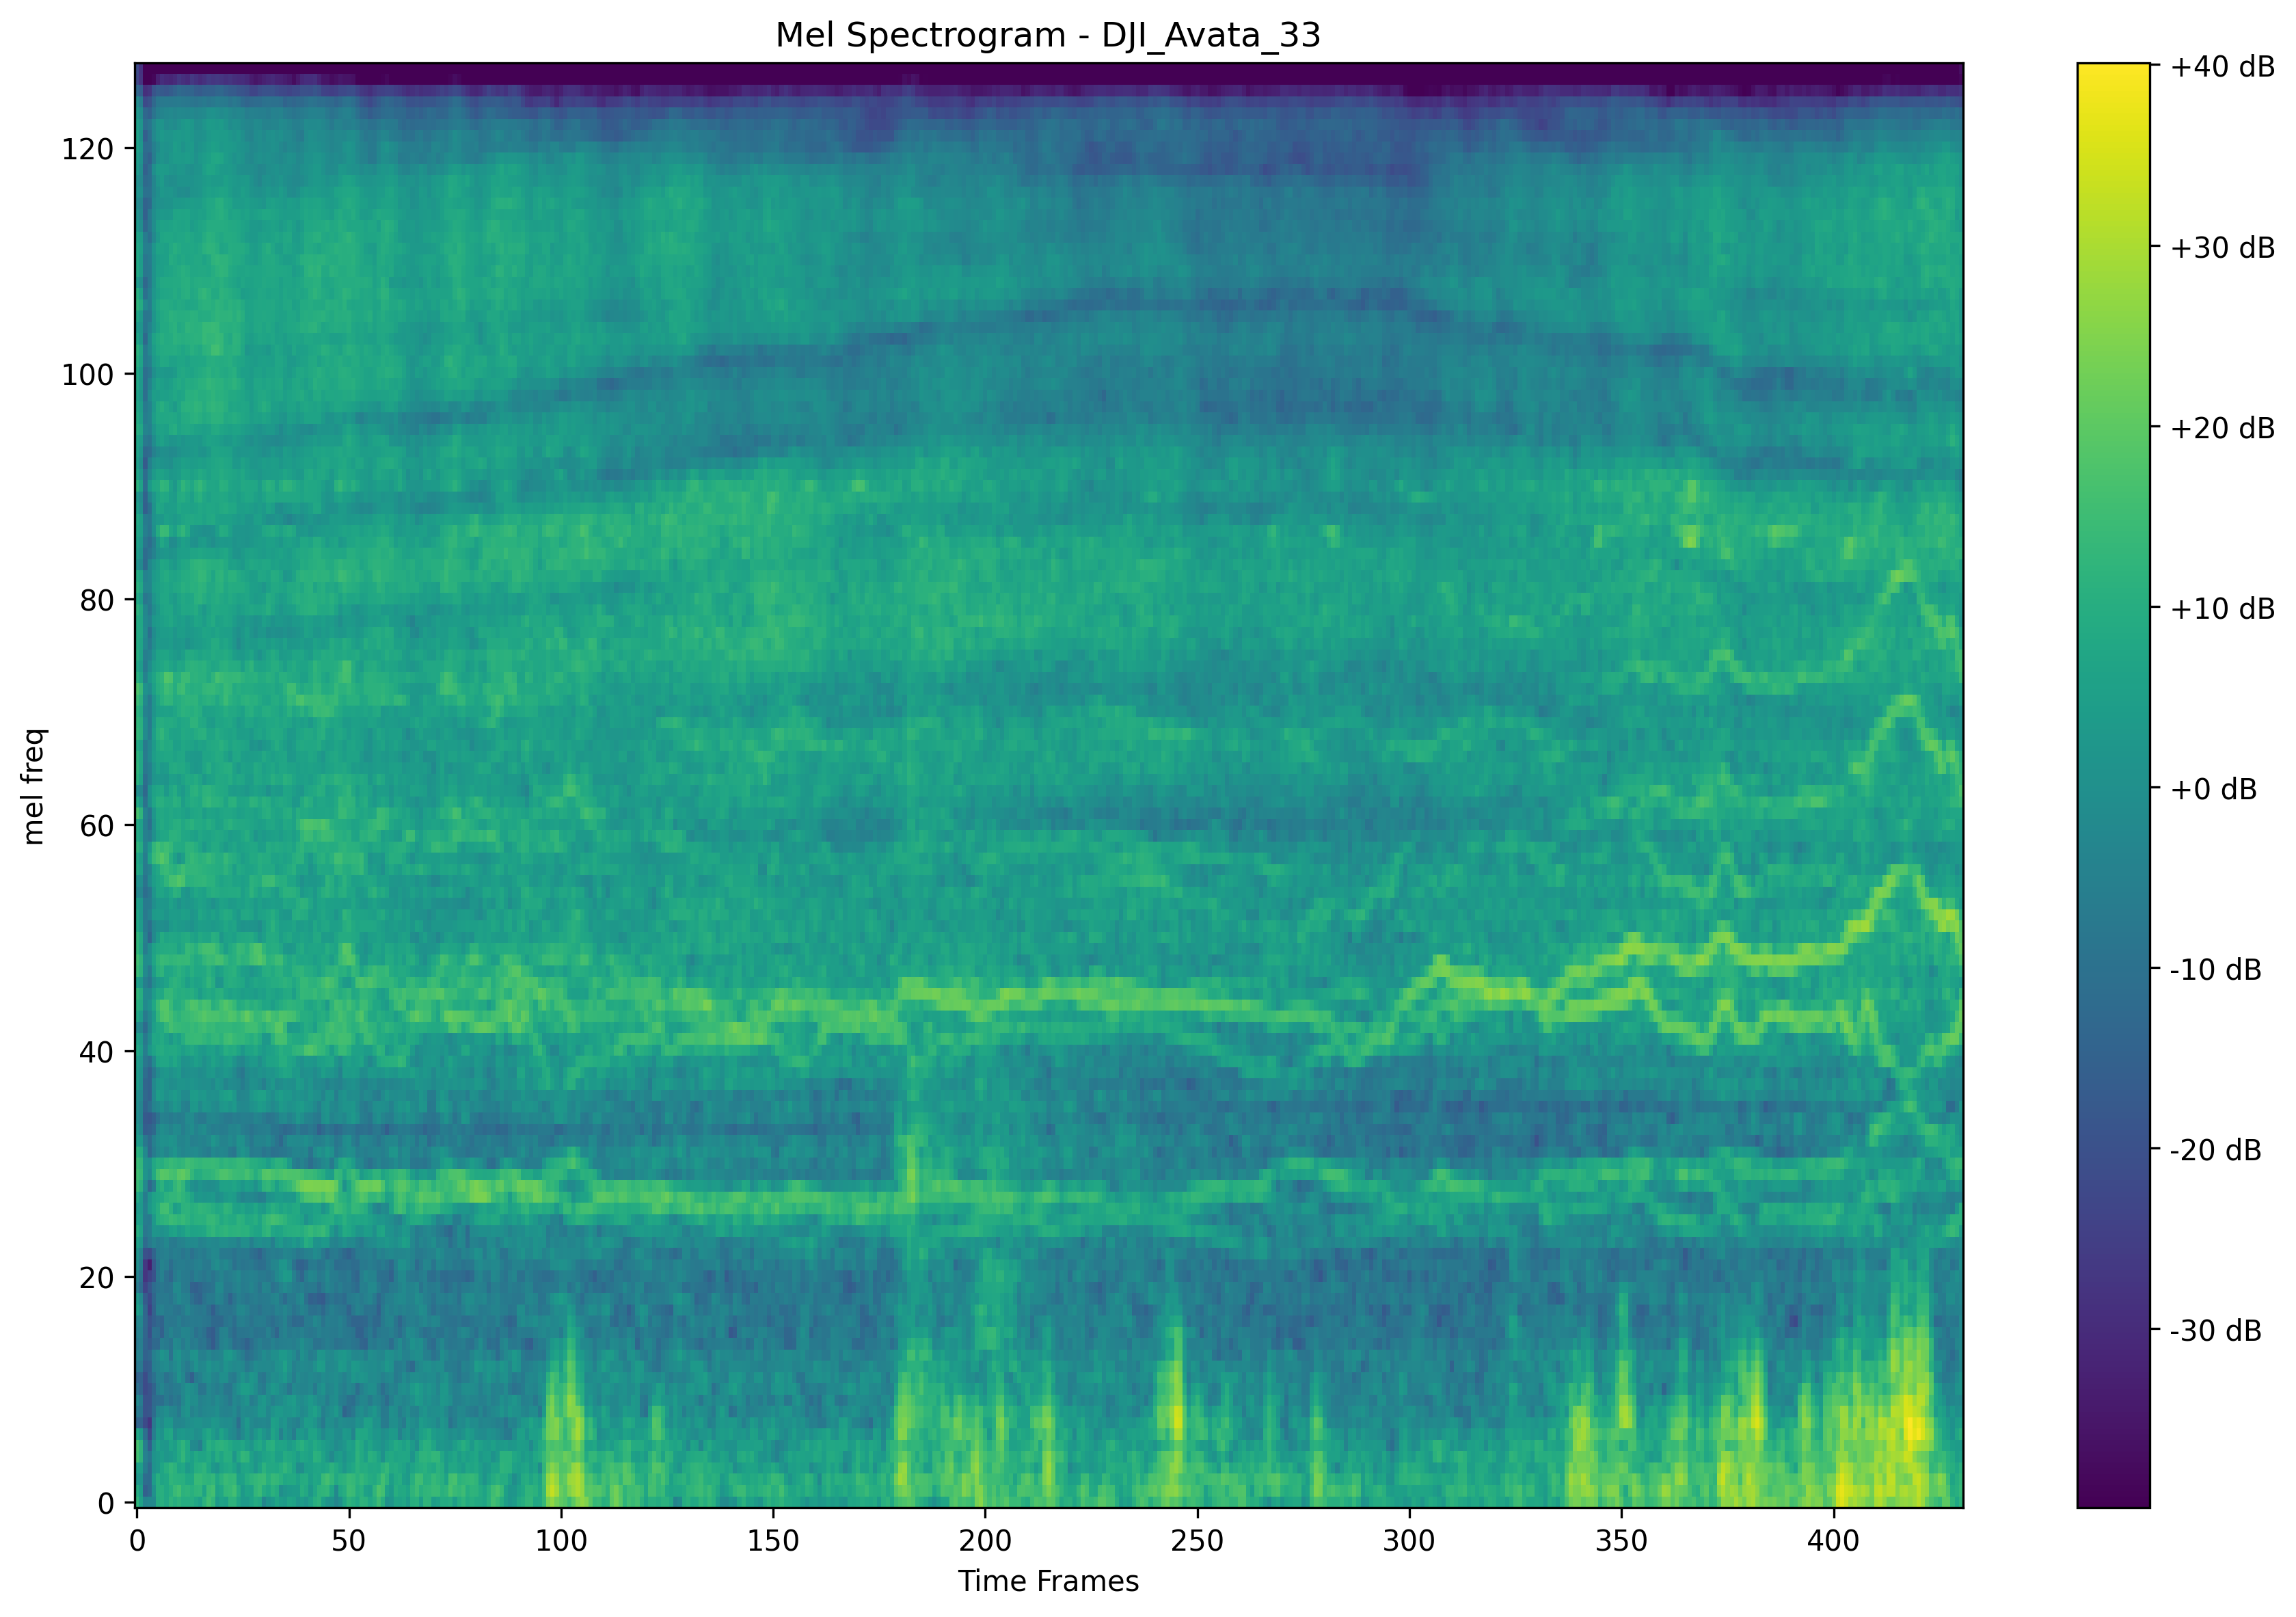 Mel Spectrogram - DJI_Avata_33
+40 dB
120
+30 dB
100
+20 dB
80
+10 dB
mel freq
+0 dB
60
-10 dB
40
-20 dB
20
-30 dB
0
0 50 100 150 200 250 300 350 400
Time Frames